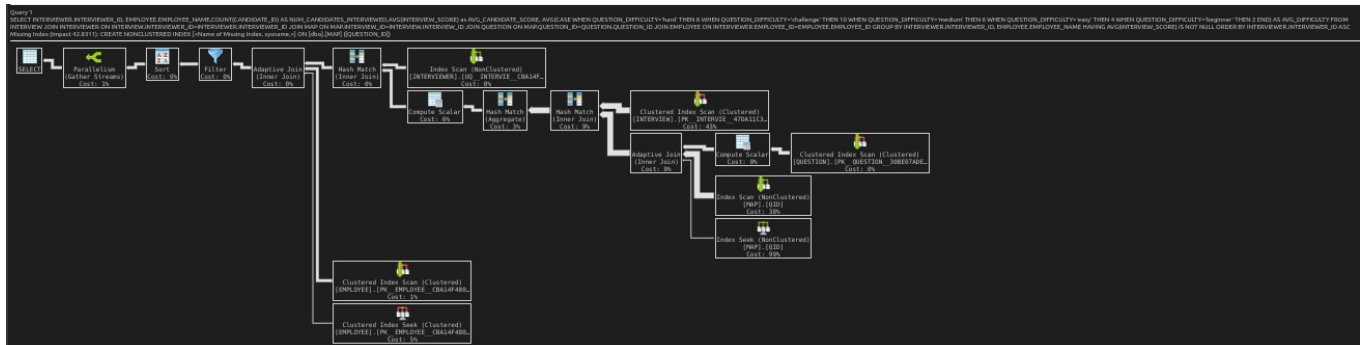 Query 1
SELECT INTERVIEWER.INTERVIEWER_ID, EMPLOYEE.EMPLOYEE_NAME,COUNT(CANDIDATE_ID) AS NUM_CANDIDATES_INTERVIEWED,AVG(INTERVIEW_SCORE) as AVG_CANDIDATE_SCORE, AVG(CASE WHEN QUESTION_DIFFICULTY='hard' THEN 8 WHEN QUESTION_DIFFICULTY='challenge' THEN 10 WHEN QUESTION_DIFFICULTY='medium' THEN 6 WHEN QUESTION_DIFFICULTY='easy' THEN 4 WHEN QUESTION_DIFFICULTY='beginner' THEN 2 END) AS AVG_DIFFICULTY FROM
INTERVIEW JOIN INTERVIEWER ON INTERVIEW.INTERVIEWER_ID=INTERVIEWER.INTERVIEWER_ID JOIN MAP ON MAP.INTERVIEW_ID=INTERVIEW.INTERVIEW_ID JOIN QUESTION ON MAP.QUESTION_ID=QUESTION.QUESTION_ID JOIN EMPLOYEE ON INTERVIEWER.EMPLOYEE_ID=EMPLOYEE.EMPLOYEE_ID GROUP BY INTERVIEWER.INTERVIEWER_ID, EMPLOYEE.EMPLOYEE_NAME HAVING AVG(INTERVIEW_SCORE) IS NOT NULL ORDER BY INTERVIEWER.INTERVIEWER_ID ASC
Missing Index (Impact 42.8311): CREATE NONCLUSTERED INDEX [<Name of Missing Index, sysname,>] ON [dbo].[MAP] ([QUESTION_ID])
SELECT
Parallelism
(Gather Streams)
Cost: 1%
Sort
Cost: 0%
Filter
Cost: 0%
Adaptive Join
(Inner Join)
Cost: 0%
Hash Match
(Inner Join)
Cost: 0%
Index Scan (NonClustered)
[INTERVIEWER].[UQ__INTERVIE__CBA14F...
Cost: 0%
Compute Scalar
Cost: 0%
Hash Match
(Aggregate)
Cost: 3%
Hash Match
(Inner Join)
Cost: 9%
Clustered Index Scan (Clustered)
[INTERVIEW].[PK__INTERVIE__47DA11C3...
Cost: 43%
Adaptive Join
(Inner Join)
Cost: 0%
Compute Scalar
Cost: 0%
Clustered Index Scan (Clustered)
[QUESTION].[PK__QUESTION__30BE07ADE...
Cost: 0%
Index Scan (NonClustered)
[MAP].[QID]
Cost: 38%
Index Seek (NonClustered)
[MAP].[QID]
Cost: 99%
Clustered Index Scan (Clustered)
[EMPLOYEE].[PK__EMPLOYEE__CBA14F4B0...
Cost: 1%
Clustered Index Seek (Clustered)
[EMPLOYEE].[PK__EMPLOYEE__CBA14F4B0...
Cost: 5%